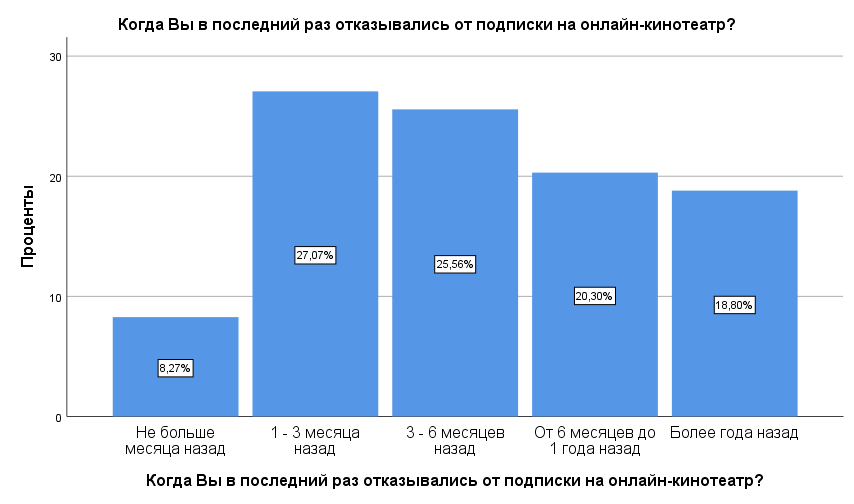 Когда Вы в последний раз отказывались от подписки на онлайн-кинотеатр?
30
20
10
0
Проценты
8,27%
27,07%
25,56%
20,30%
18,80%
Не больше
месяца назад
1 - 3 месяца
назад
3 - 6 месяцев
назад
От 6 месяцев до
1 года назад
Более года назад
Когда Вы в последний раз отказывались от подписки на онлайн-кинотеатр?